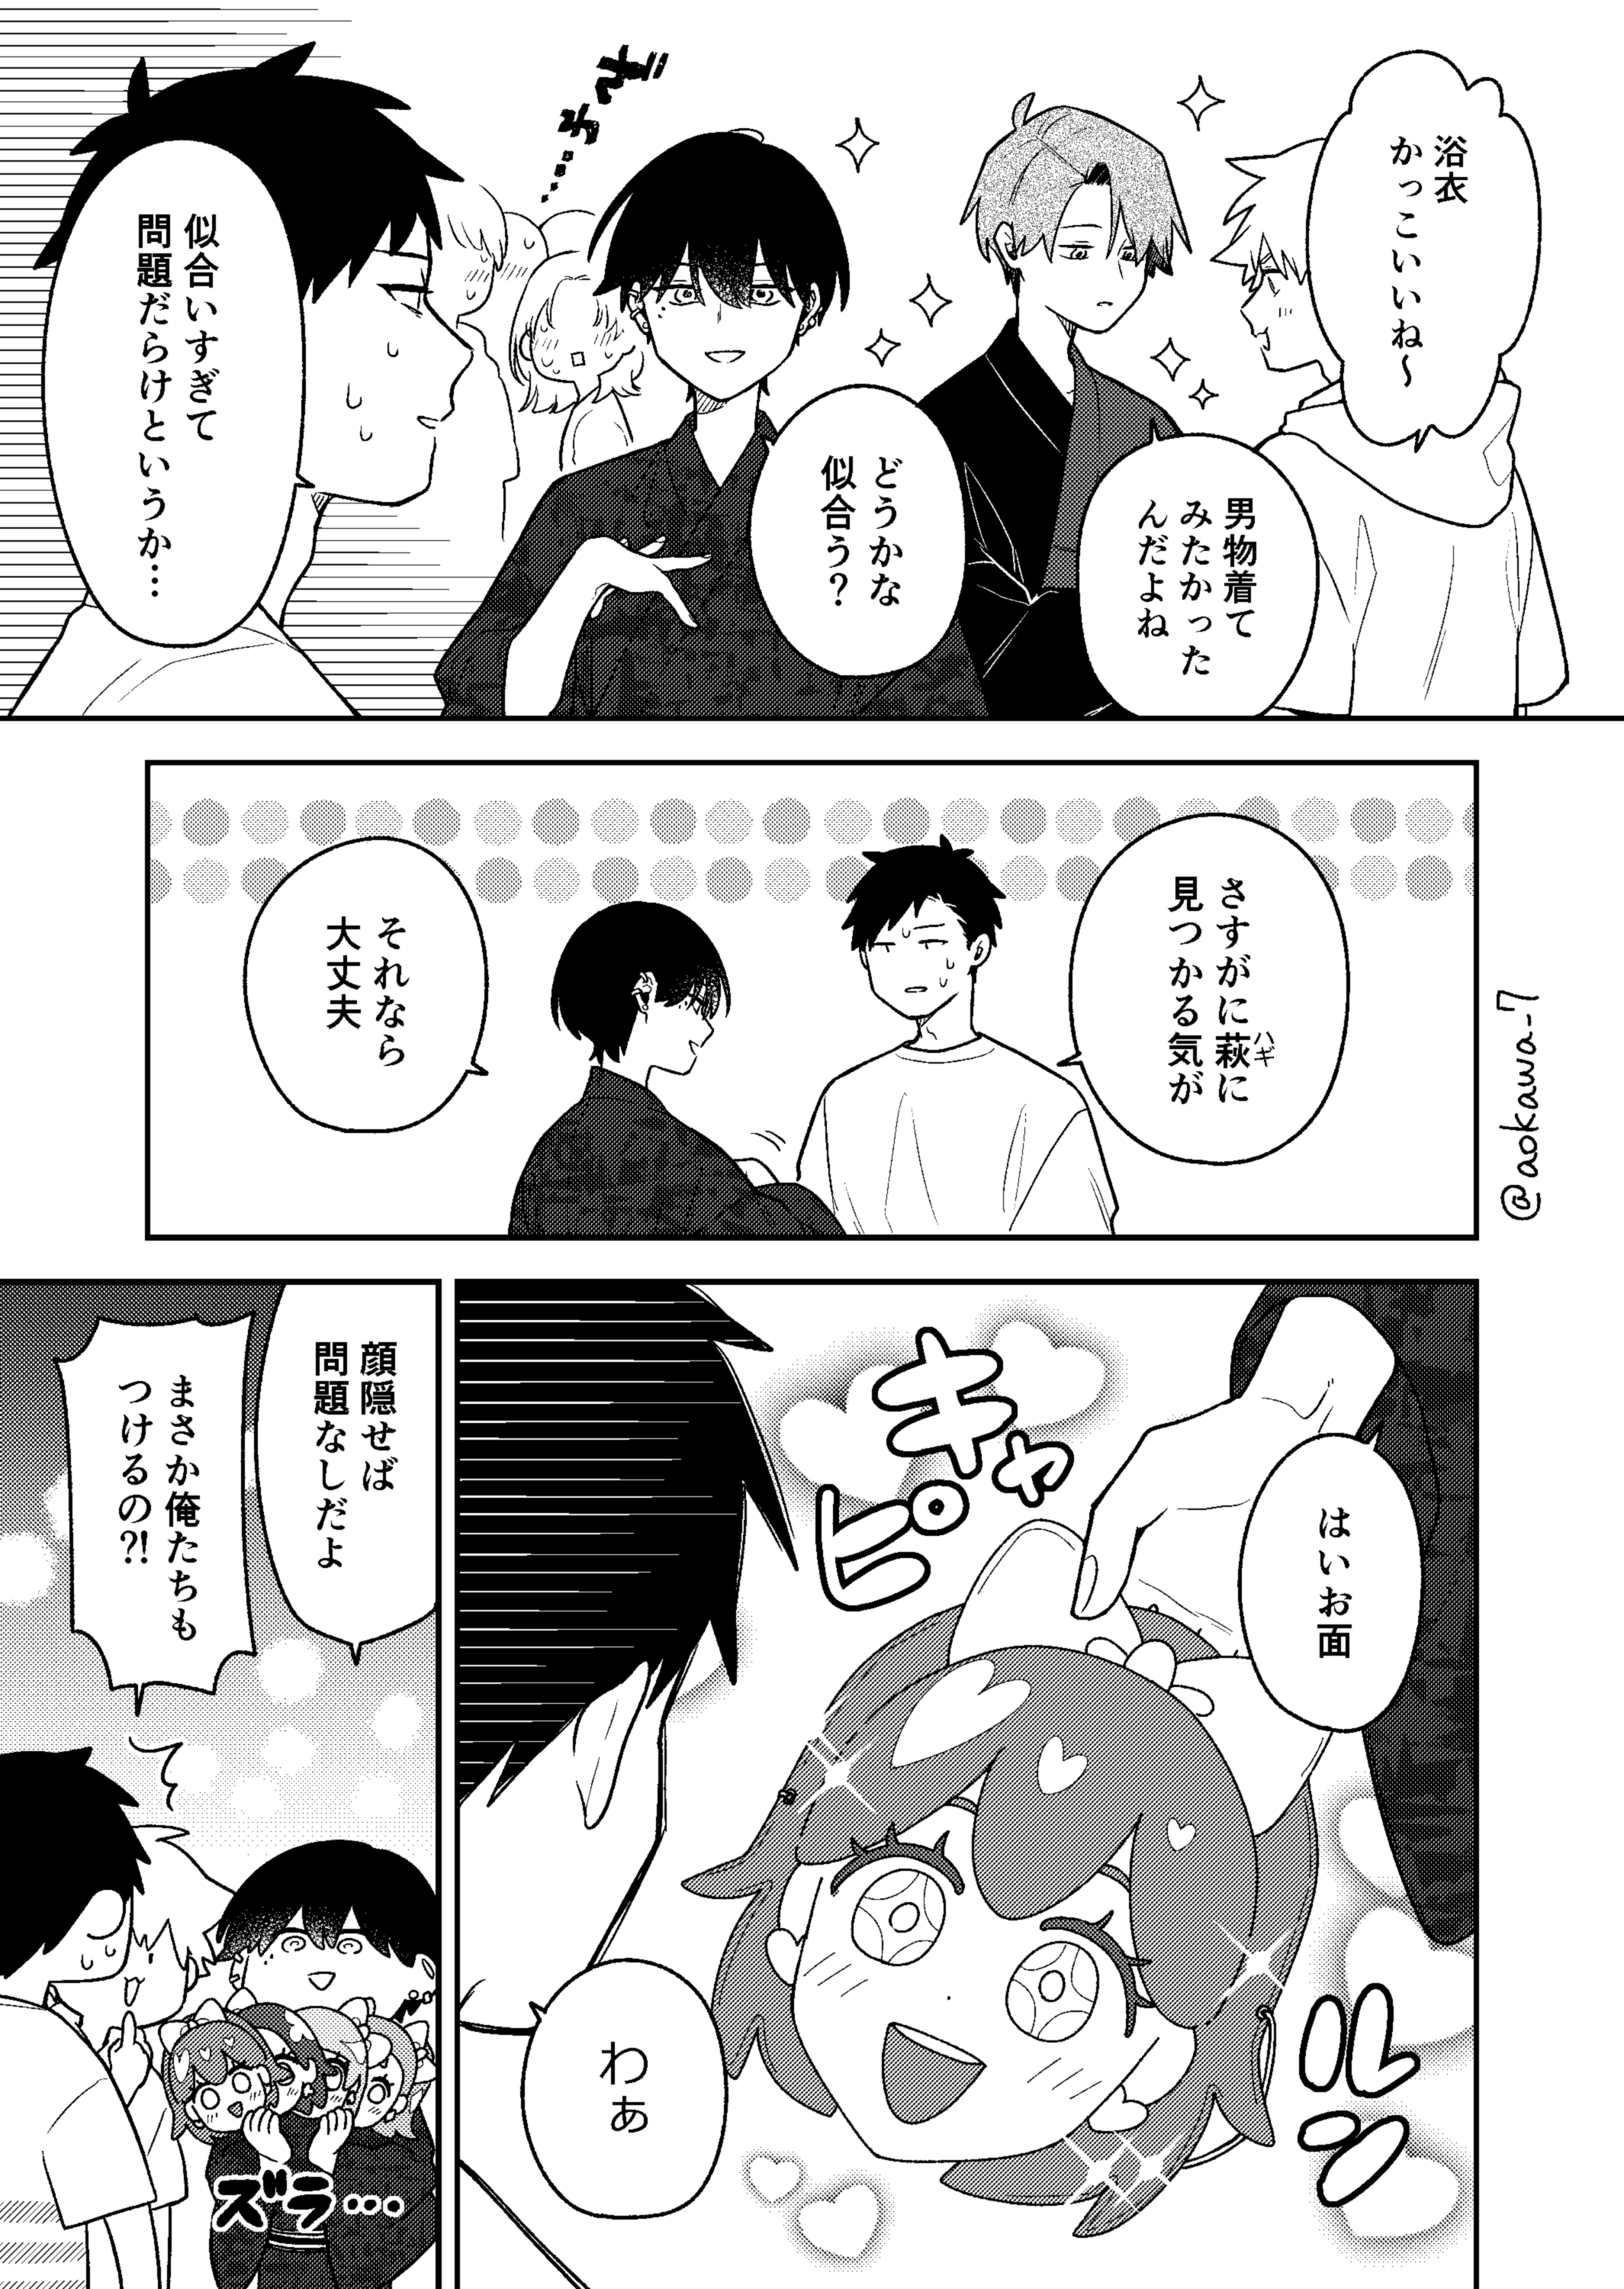 浴衣
かっこいいね〜
男物着て
みたかった
んだよね
どうかな
似合う?
似合いすぎて
問題だらけというか…
さすがに萩に
ハギ
見つかる気が
それなら
大丈夫
@aokawa_7
はいお面
キャ
ピ
ルン
わぁ
顔隠せば
問題なしだよ
まさか俺たちも
つけるの?!
ズラ…